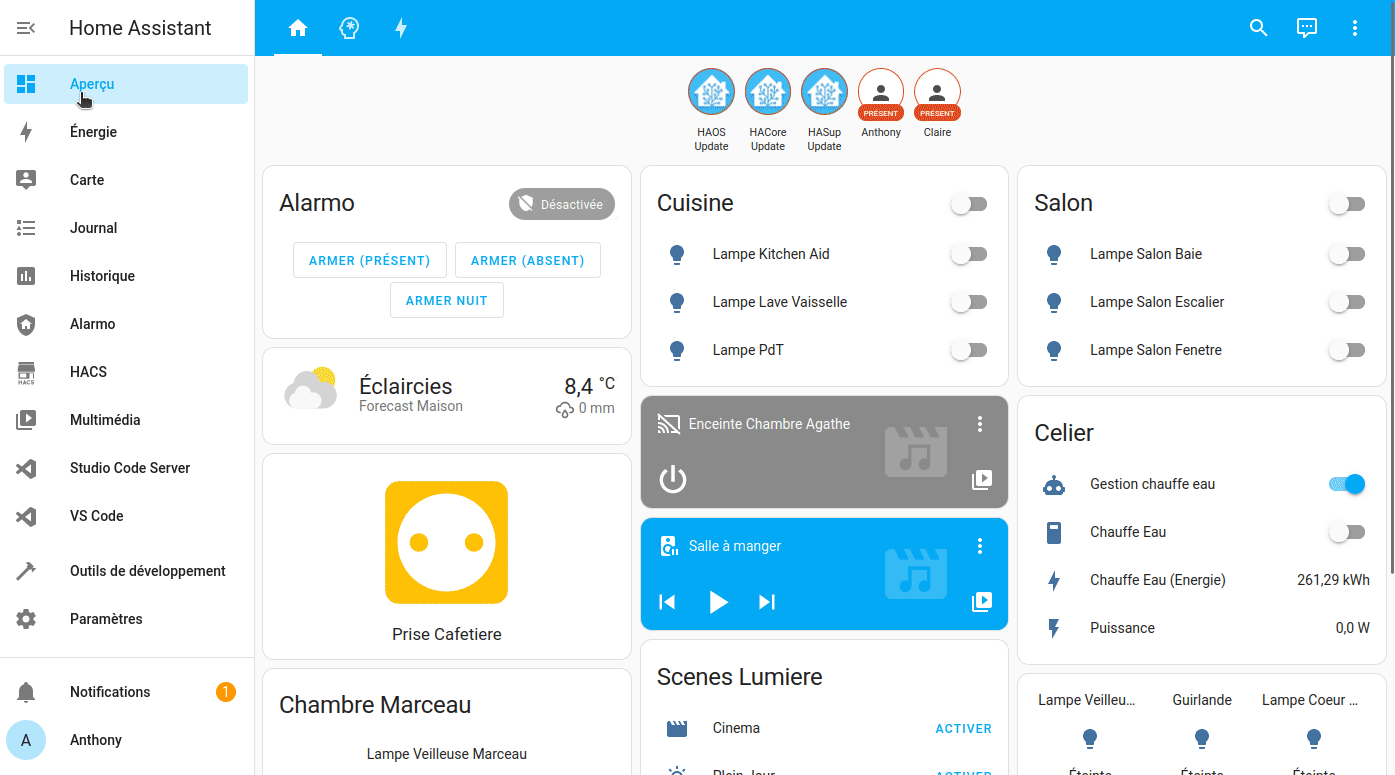 Home Assistant
Aperçu
Énergie
Carte
Journal
Historique
Alarmo
HACS
HACS
Multimédia
Studio Code Server
VS Code
Outils de développement
Paramètres
Notifications
1
A
Anthony
HAOS
Update
HACore
Update
HASup
Update
PRÉSENT
Anthony
PRÉSENT
Claire
Alarmo
Désactivée
ARMER (PRÉSENT)
ARMER (ABSENT)
ARMER NUIT
Éclaircies
Forecast Maison
8,4 °C
0 mm
Prise Cafetiere
Chambre Marceau
Lampe Veilleuse Marceau
Cuisine
Lampe Kitchen Aid
Lampe Lave Vaisselle
Lampe PdT
Enceinte Chambre Agathe
Salle à manger
Scenes Lumiere
Cinema
ACTIVER
Plein Jour
ACTIVER
Salon
Lampe Salon Baie
Lampe Salon Escalier
Lampe Salon Fenetre
Celier
Gestion chauffe eau
Chauffe Eau
Chauffe Eau (Energie)
261,29 kWh
Puissance
0,0 W
Lampe Veilleu...
Guirlande
Lampe Coeur ...
Éteinte
Éteinte
Éteinte